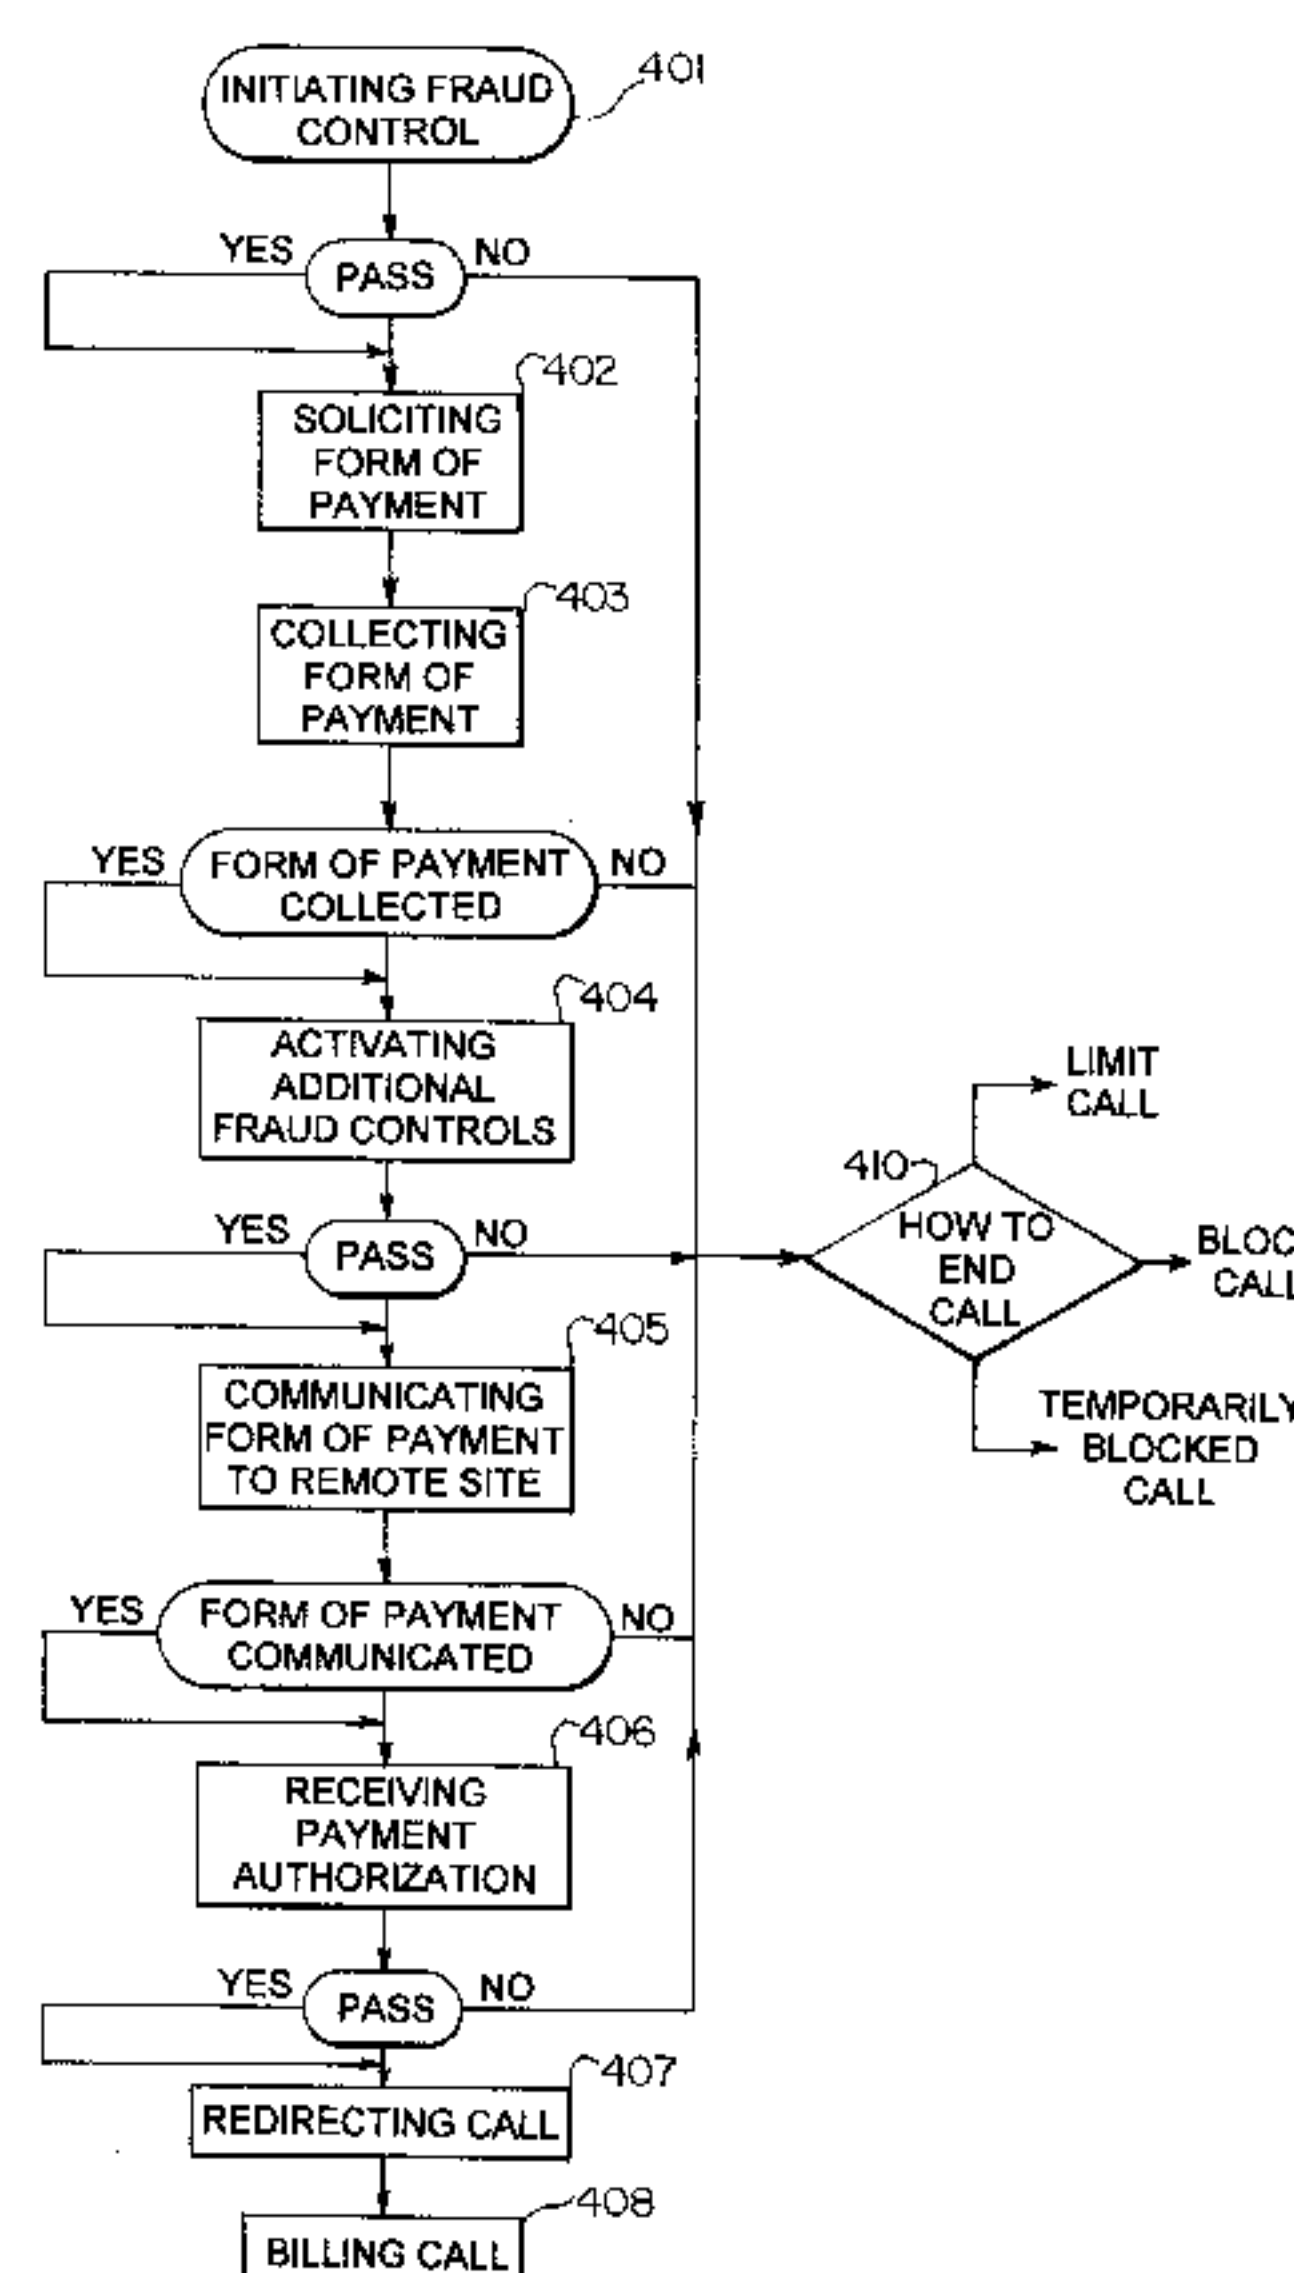 INITIATING FRAUD
CONTROL
401
YES
PASS
NO
402
SOLICITING
FORM OF
PAYMENT
403
COLLECTING
FORM OF
PAYMENT
YES
FORM OF PAYMENT
COLLECTED
NO
404
ACTIVATING
ADDITIONAL
FRAUD CONTROLS
YES
PASS
NO
405
COMMUNICATING
FORM OF PAYMENT
TO REMOTE SITE
YES
FORM OF PAYMENT
COMMUNICATED
NO
406
RECEIVING
PAYMENT
AUTHORIZATION
YES
PASS
NO
407
REDIRECTING CALL
408
BILLING CALL
410
HOW TO
END
CALL
LIMIT
CALL
BLOC
CALL
TEMPORARILY
BLOCKED
CALL